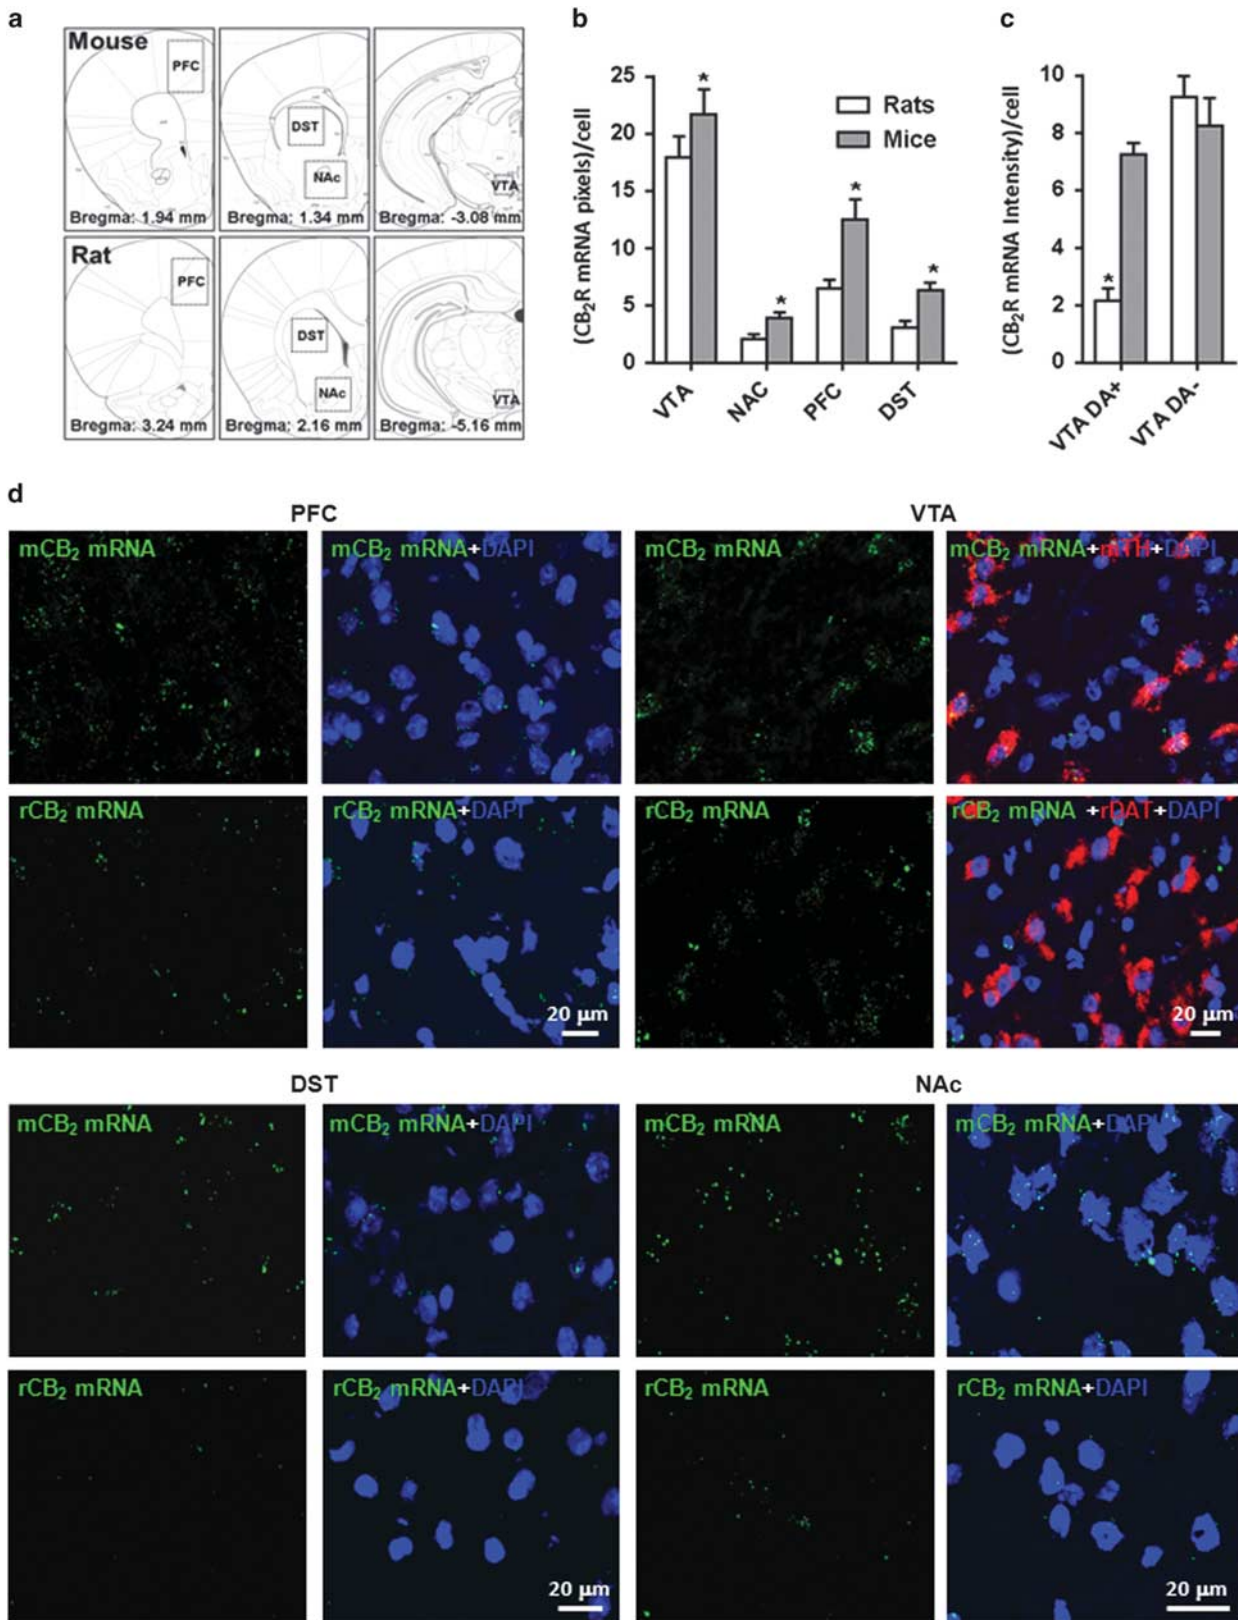 a
Mouse
PFC
DST
NAc
VTA
Bregma: 1.94 mm
Bregma: 1.34 mm
Bregma: -3.08 mm
Rat
PFC
DST
NAc
VTA
Bregma: 3.24 mm
Bregma: 2.16 mm
Bregma: -5.16 mm
b
(CB₂R mRNA pixels)/cell
25
20
15
10
5
0
* * * *
Rats
Mice
VTA
NAC
PFC
DST
c
(CB₂R mRNA Intensity)/cell
10
8
6
4
2
0
*
VTA DA+
VTA DA-
d
PFC
VTA
mCB₂ mRNA
mCB₂ mRNA+DAPI
mCB₂ mRNA
mCB₂ mRNA+mTH+DAPI
rCB₂ mRNA
rCB₂ mRNA+DAPI
20 µm
rCB₂ mRNA
rCB₂ mRNA +rDAT+DAPI
20 µm
DST
NAc
mCB₂ mRNA
mCB₂ mRNA+DAPI
mCB₂ mRNA
mCB₂ mRNA+DAPI
rCB₂ mRNA
rCB₂ mRNA+DAPI
20 µm
rCB₂ mRNA
rCB₂ mRNA+DAPI
20 µm